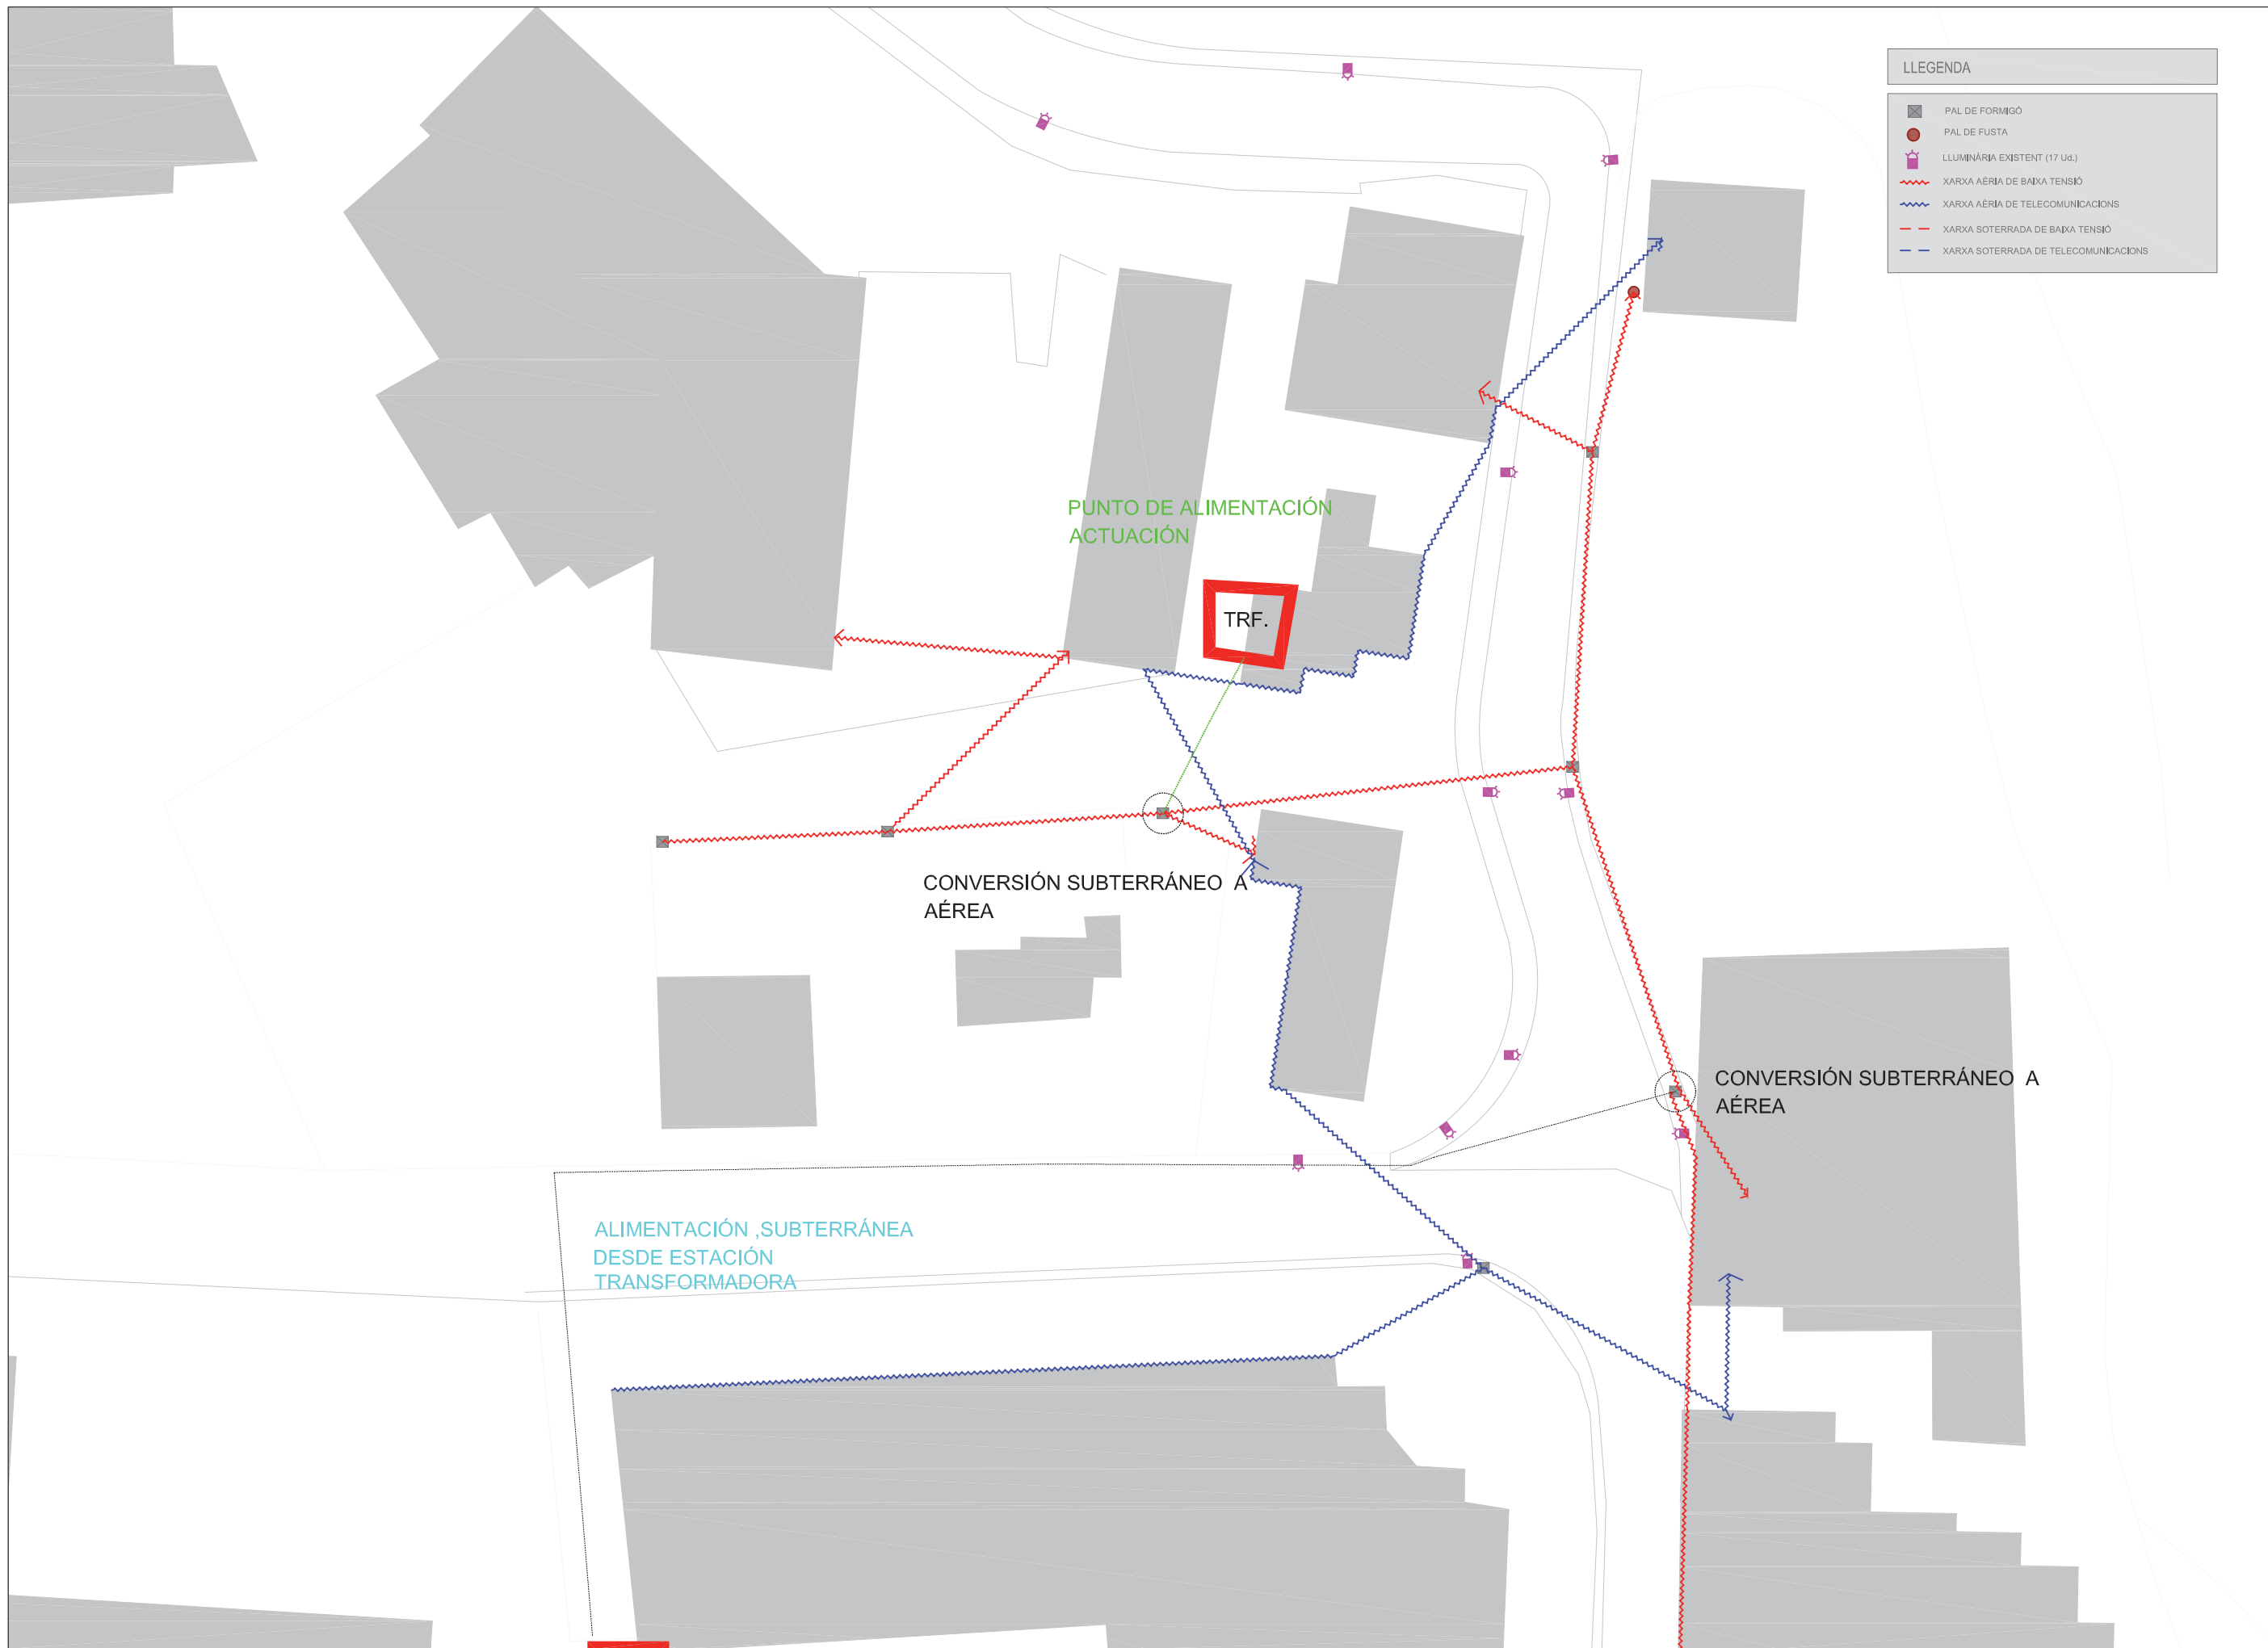 LLEGENDA
PAL DE FORMIGÓ
PAL DE FUSTA
LLUMINÀRIA EXISTENT (17 Ud.)
XARXA AÈRIA DE BAIXA TENSIÓ
XARXA AÈRIA DE TELECOMUNICACIONS
XARXA SOTERRADA DE BAIXA TENSIÓ
XARXA SOTERRADA DE TELECOMUNICACIONS
PUNTO DE ALIMENTACIÓN
ACTUACIÓN
TRF.
CONVERSIÓN SUBTERRÁNEO A
AÉREA
CONVERSIÓN SUBTERRÁNEO A
AÉREA
ALIMENTACIÓN ,SUBTERRÁNEA
DESDE ESTACIÓN
TRANSFORMADORA